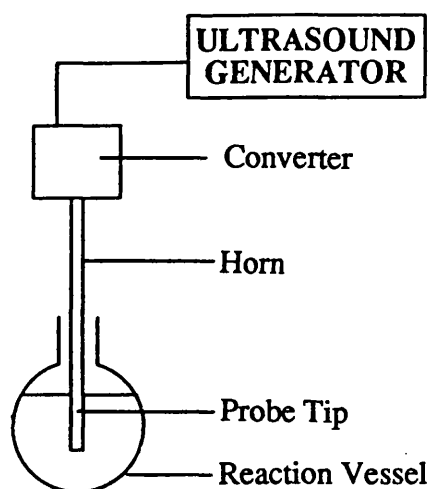 ULTRASOUND
GENERATOR
Converter
Horn
Probe Tip
Reaction Vessel